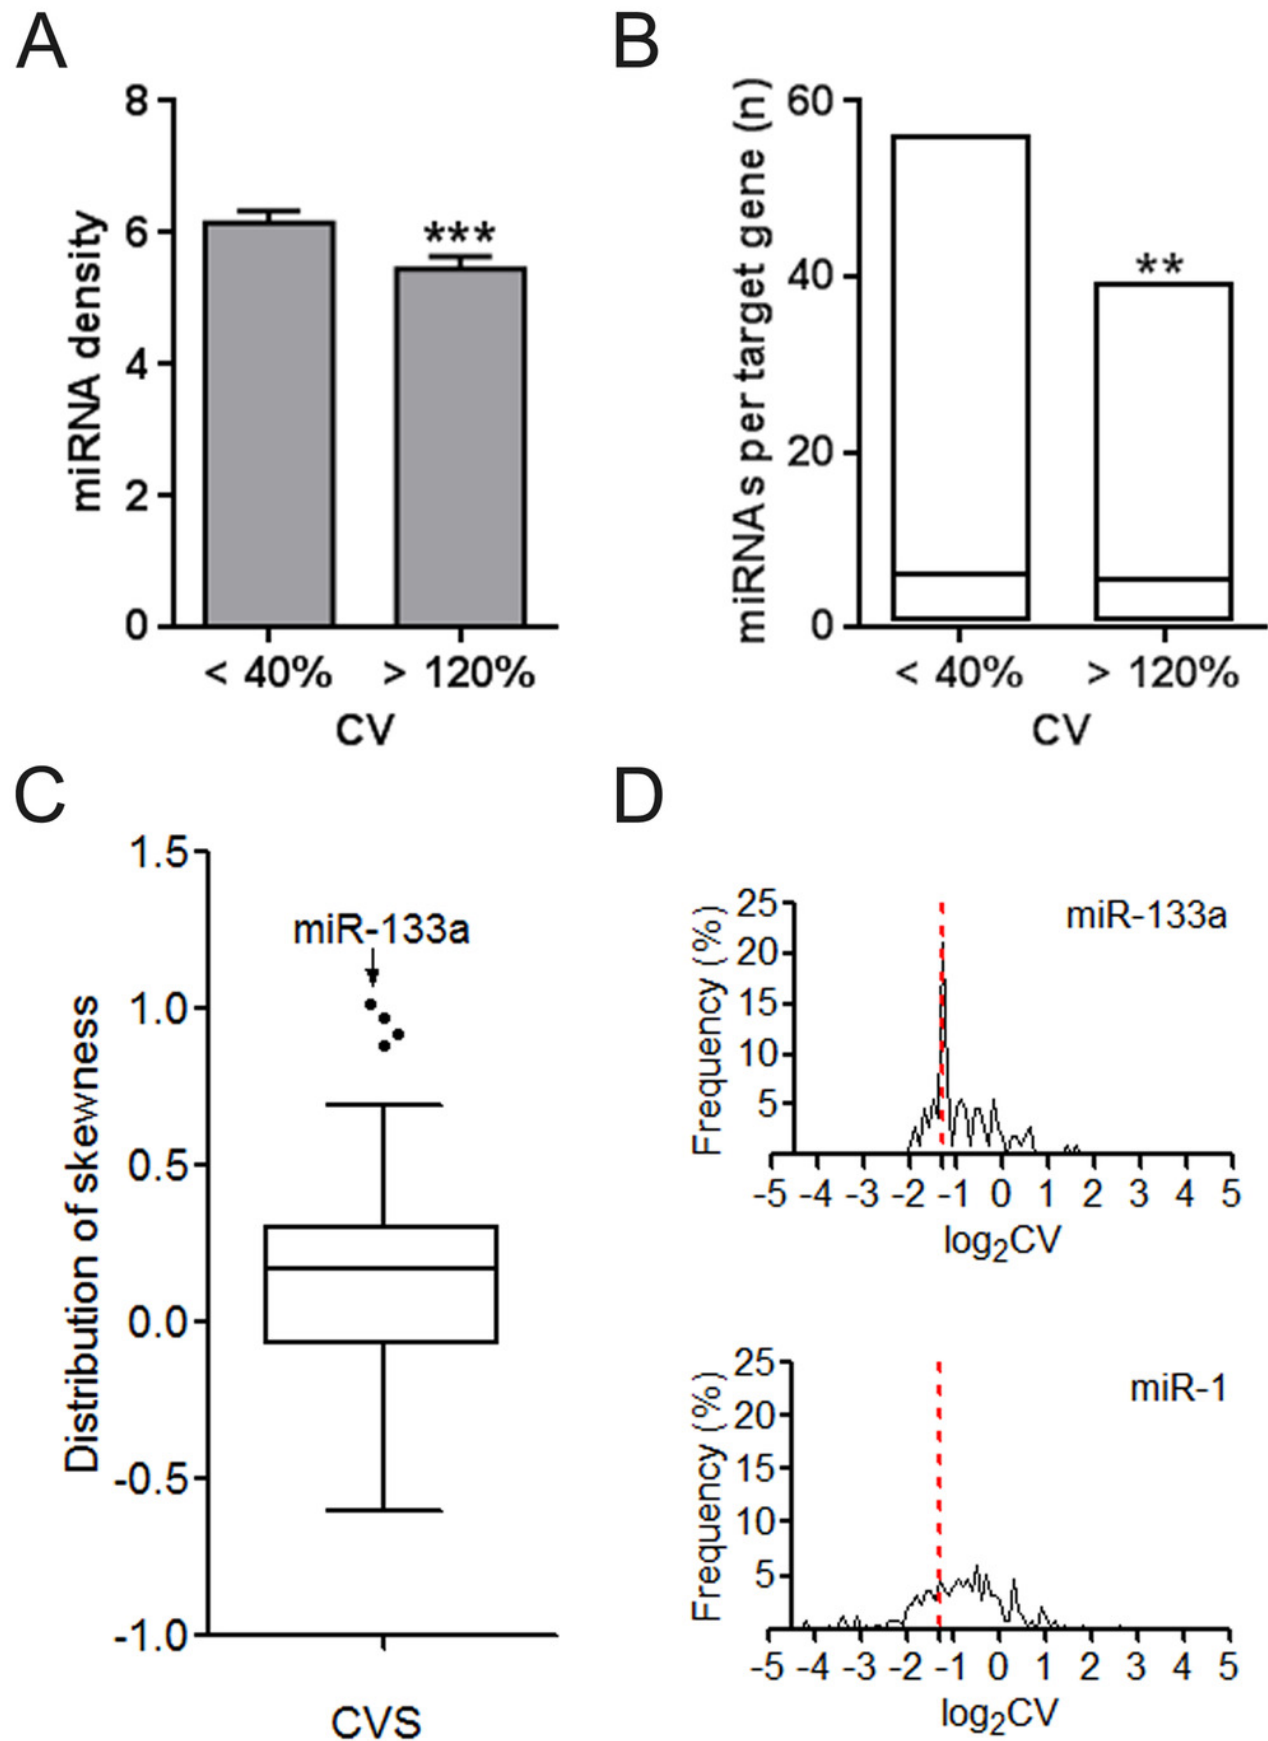 A
miRNA density
8
6
4
2
0
***
< 40%
> 120%
CV
B
miRNAs per target gene (n)
60
40
20
0
**
< 40%
> 120%
CV
C
Distribution of skewness
1.5
1.0
0.5
0.0
-0.5
-1.0
miR-133a
CVS
D
Frequency (%)
25
20
15
10
5
miR-133a
-5 -4 -3 -2 -1 0 1 2 3 4 5
log₂CV
Frequency (%)
25
20
15
10
5
miR-1
-5 -4 -3 -2 -1 0 1 2 3 4 5
log₂CV